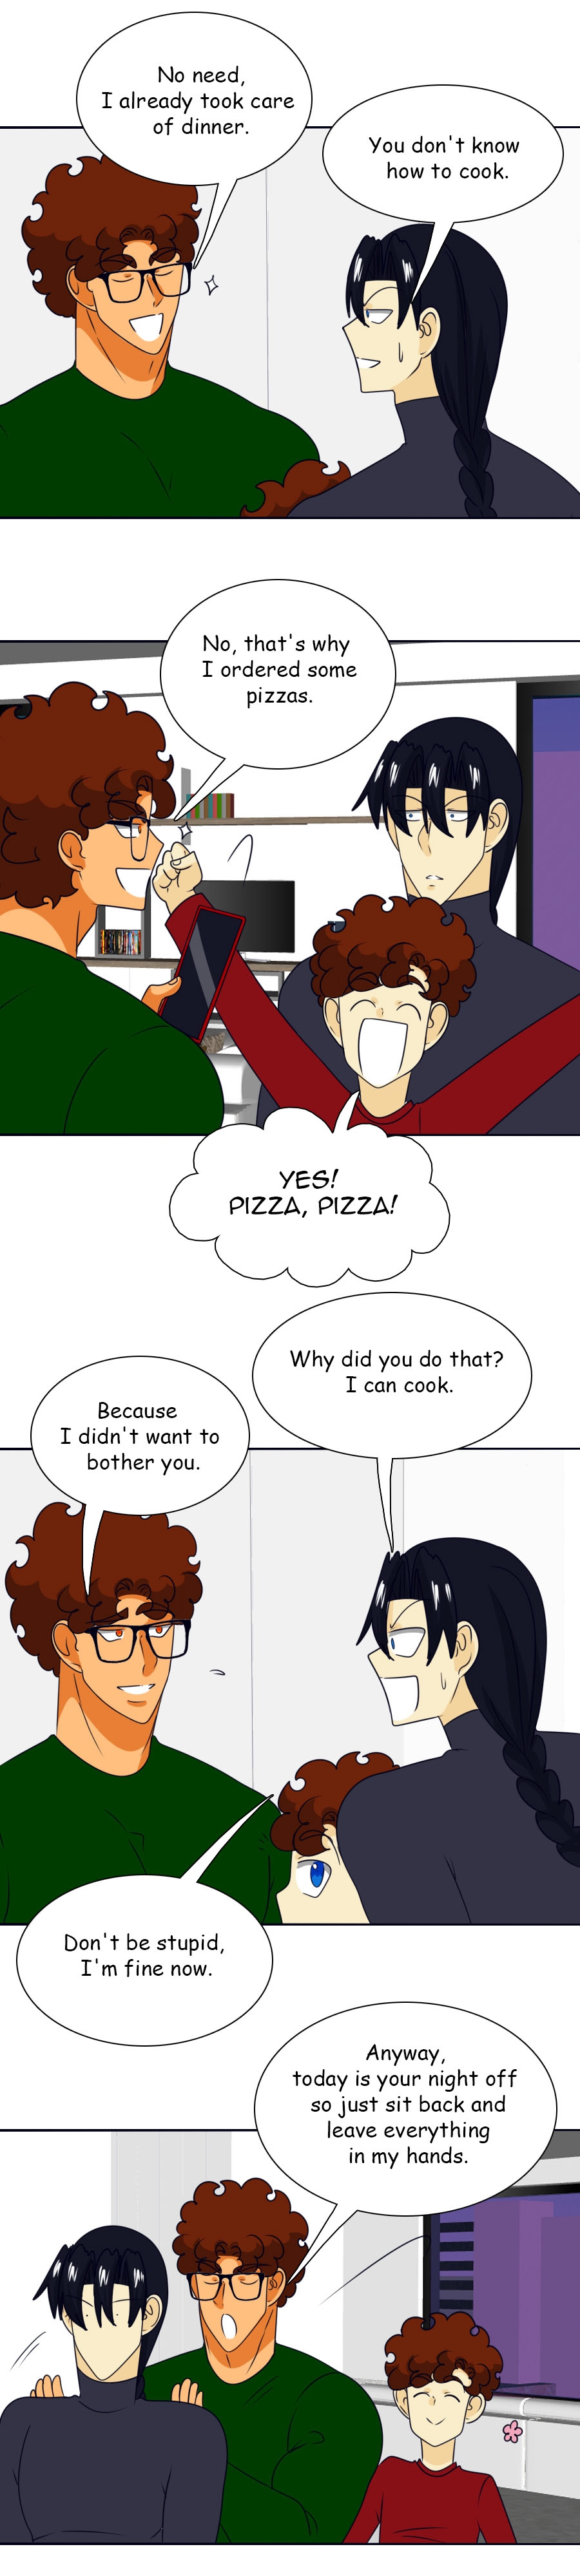 No need,
I already took care
of dinner.
You don't know
how to cook.
No, that's why
I ordered some
pizzas.
YES!
PIZZA, PIZZA!
Why did you do that?
I can cook.
Because
I didn't want to
bother you.
Don't be stupid,
I'm fine now.
Anyway,
today is your night off
so just sit back and
leave everything
in my hands.